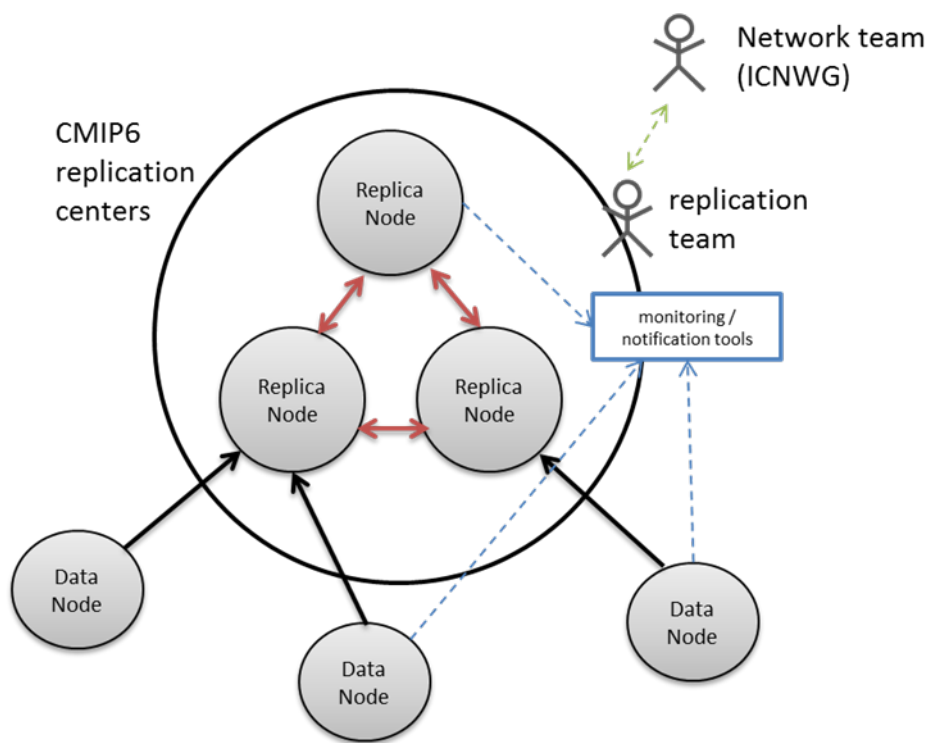 Network team
(ICNWG)
CMIP6
replication
centers
Replica
Node
replication
team
monitoring /
notification tools
Replica
Node
Replica
Node
Data
Node
Data
Node
Data
Node